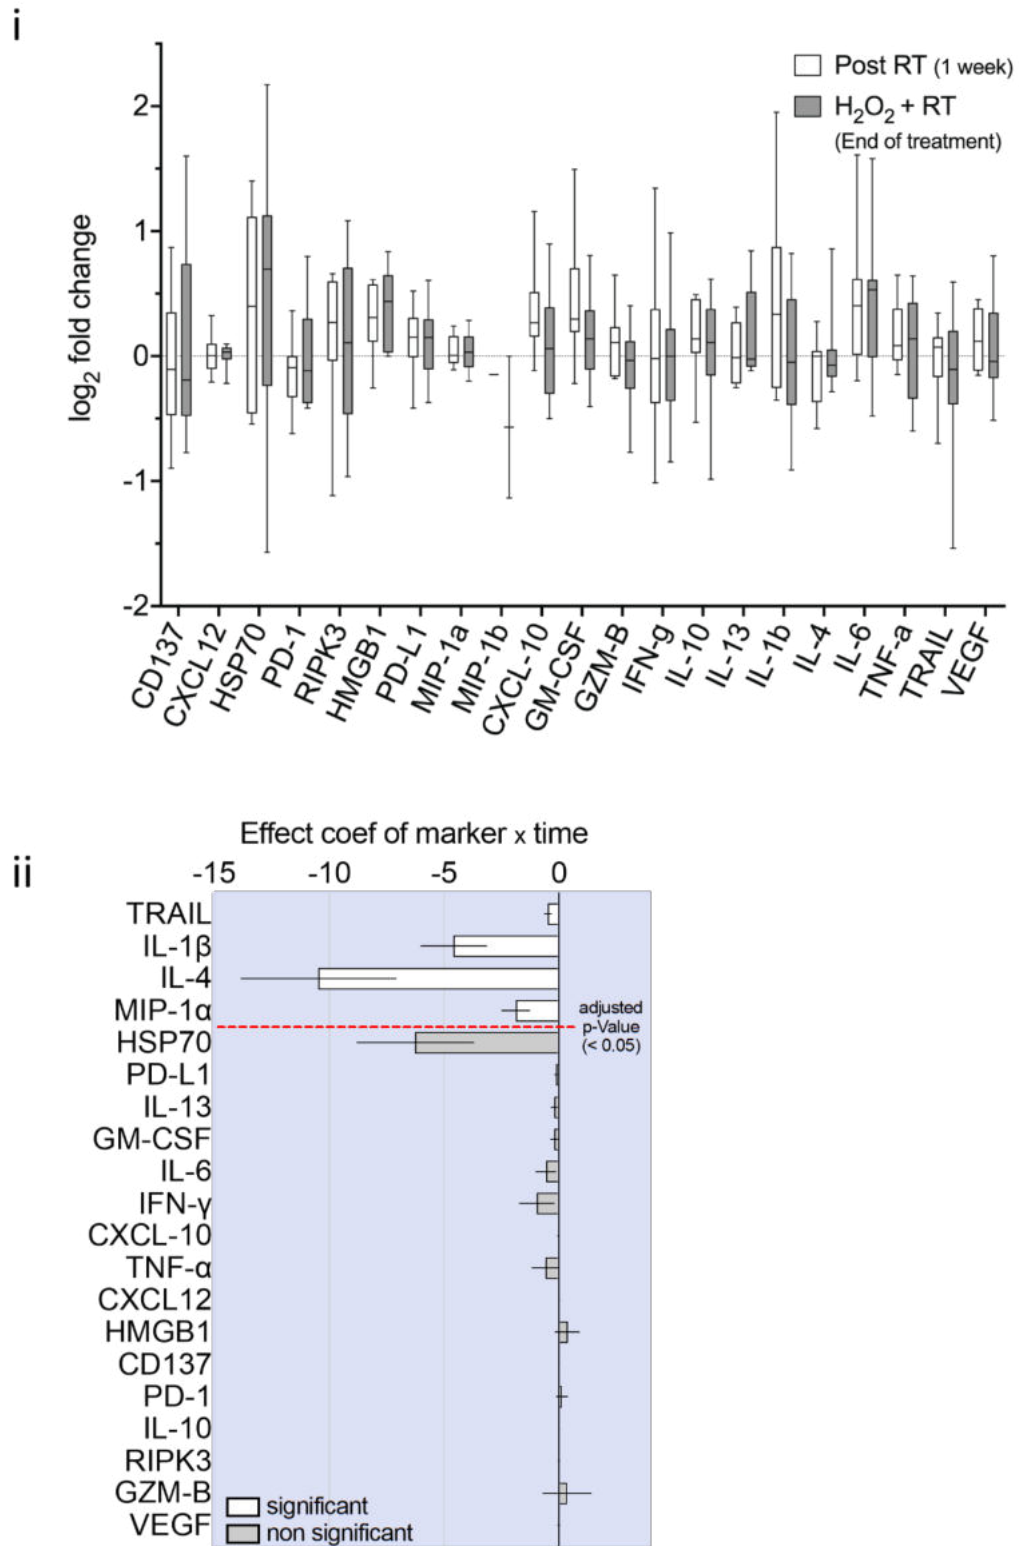 i
Post RT (1 week)
H₂O₂ + RT
(End of treatment)
log₂ fold change
2
1
0
-1
-2
CD137
CXCL12
HSP70
PD-1
RIPK3
HMGB1
PD-L1
MIP-1a
MIP-1b
CXCL-10
GM-CSF
GZM-B
IFN-g
IL-10
IL-13
IL-1b
IL-4
IL-6
TNF-a
TRAIL
VEGF
ii
Effect coef of marker x time
-15 -10 -5 0
TRAIL
IL-1β
IL-4
MIP-1α
adjusted
p-Value
(< 0.05)
HSP70
PD-L1
IL-13
GM-CSF
IL-6
IFN-γ
CXCL-10
TNF-α
CXCL12
HMGB1
CD137
PD-1
IL-10
RIPK3
GZM-B
VEGF
significant
non significant